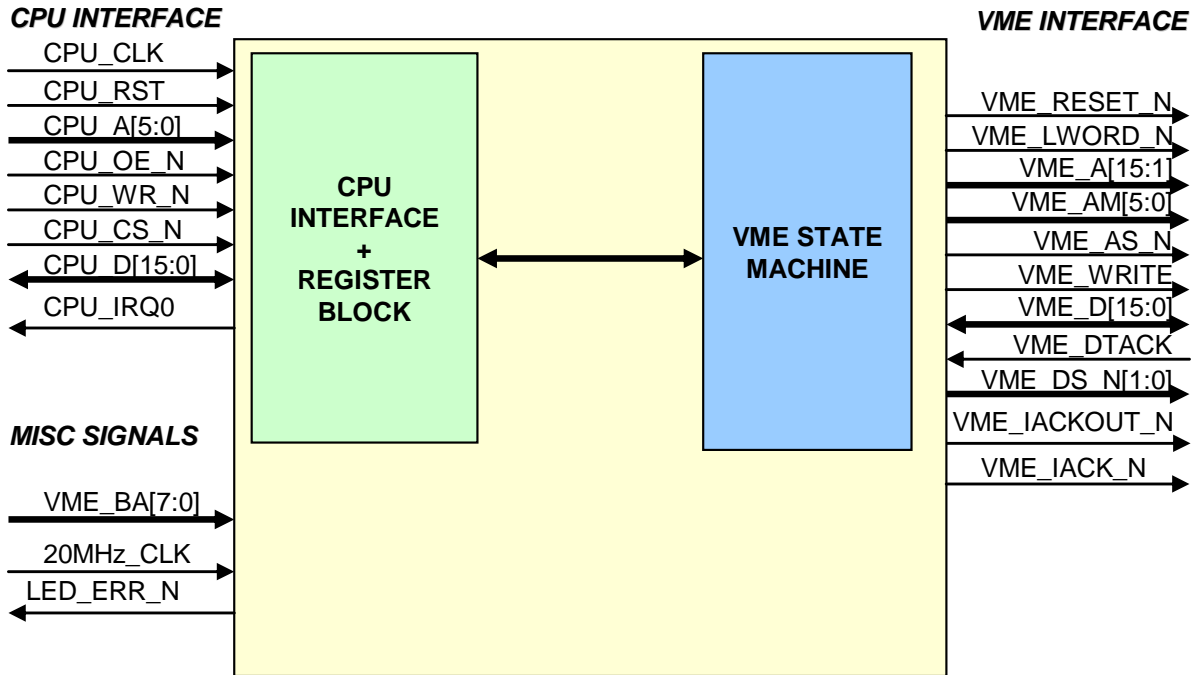 CPU INTERFACE
CPU_CLK
CPU_RST
CPU_A[5:0]
CPU_OE_N
CPU_WR_N
CPU_CS_N
CPU_D[15:0]
CPU_IRQ0
MISC SIGNALS
VME_BA[7:0]
20MHz_CLK
LED_ERR_N
CPU
INTERFACE
+
REGISTER
BLOCK
VME STATE
MACHINE
VME INTERFACE
VME_RESET_N
VME_LWORD_N
VME_A[15:1]
VME_AM[5:0]
VME_AS_N
VME_WRITE
VME_D[15:0]
VME_DTACK
VME_DS_N[1:0]
VME_IACKOUT_N
VME_IACK_N